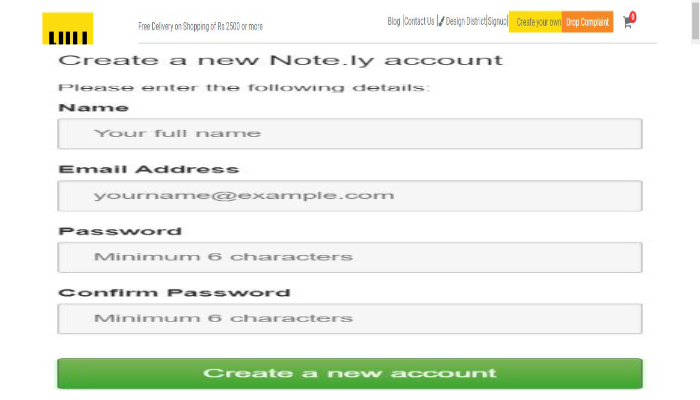 Free Delivery on Shopping of Rs 2500 or more
Blog |Contact Us | Design District|Signup| Create your own Drop Complaint 0
Create a new Note.ly account
Please enter the following details:
Name
Your full name
Email Address
yourname@example.com
Password
Minimum 6 characters
Confirm Password
Minimum 6 characters
Create a new account